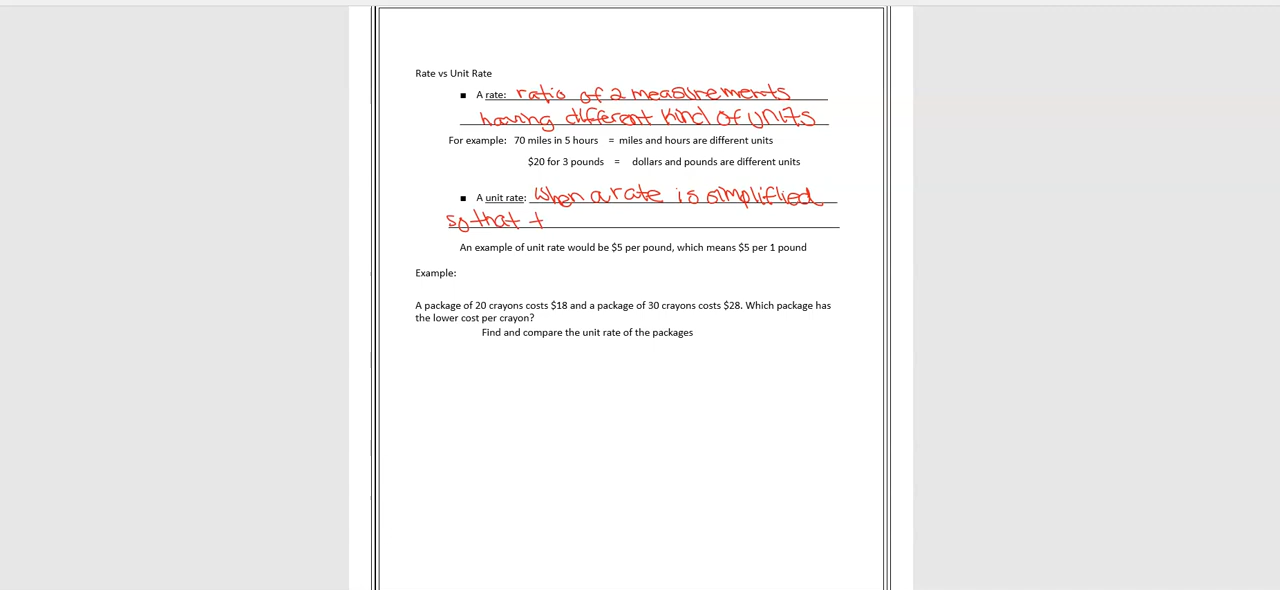 Rate vs Unit Rate
▪ A rate: ratio of 2 measurements
having different kind of units
For example: 70 miles in 5 hours = miles and hours are different units
$20 for 3 pounds = dollars and pounds are different units
▪ A unit rate: When a rate is simplified
so that t
An example of unit rate would be $5 per pound, which means $5 per 1 pound
Example:
A package of 20 crayons costs $18 and a package of 30 crayons costs $28. Which package has
the lower cost per crayon?
Find and compare the unit rate of the packages